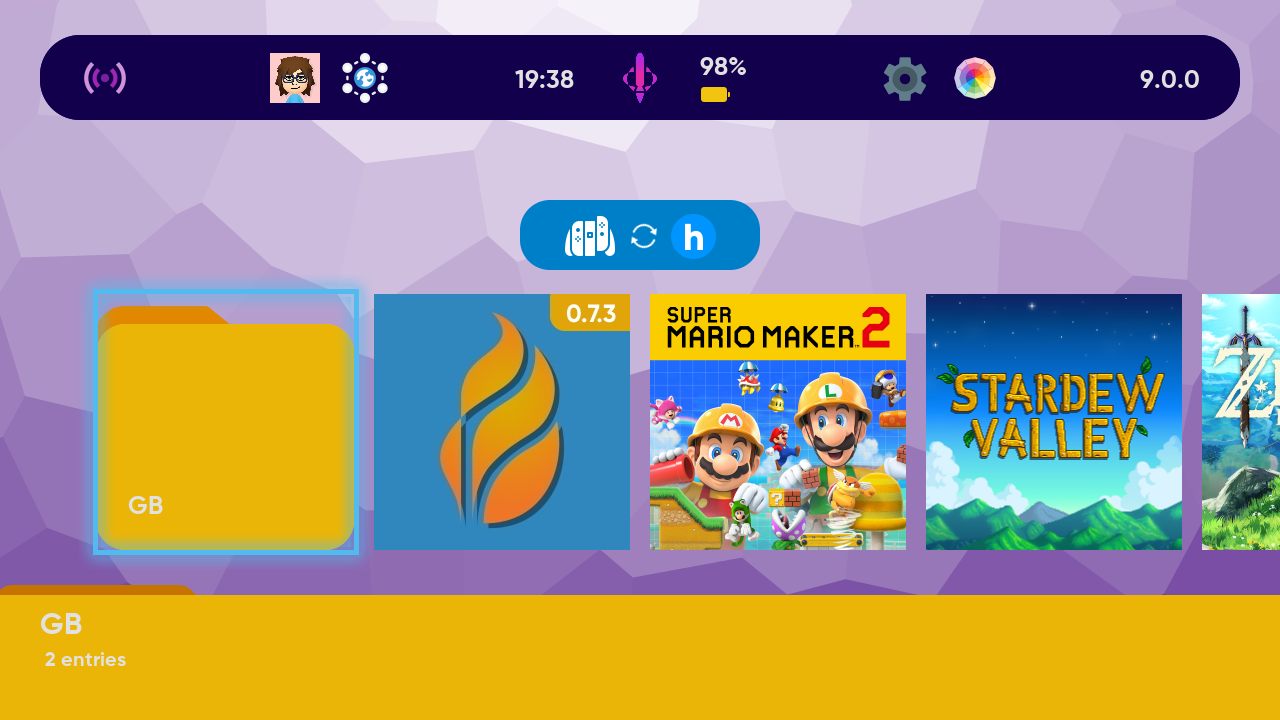 19:38
98%
9.0.0
h
GB
0.7.3
SUPER
MARIO MAKER 2
STARDEW
VALLEY
GB
2 entries